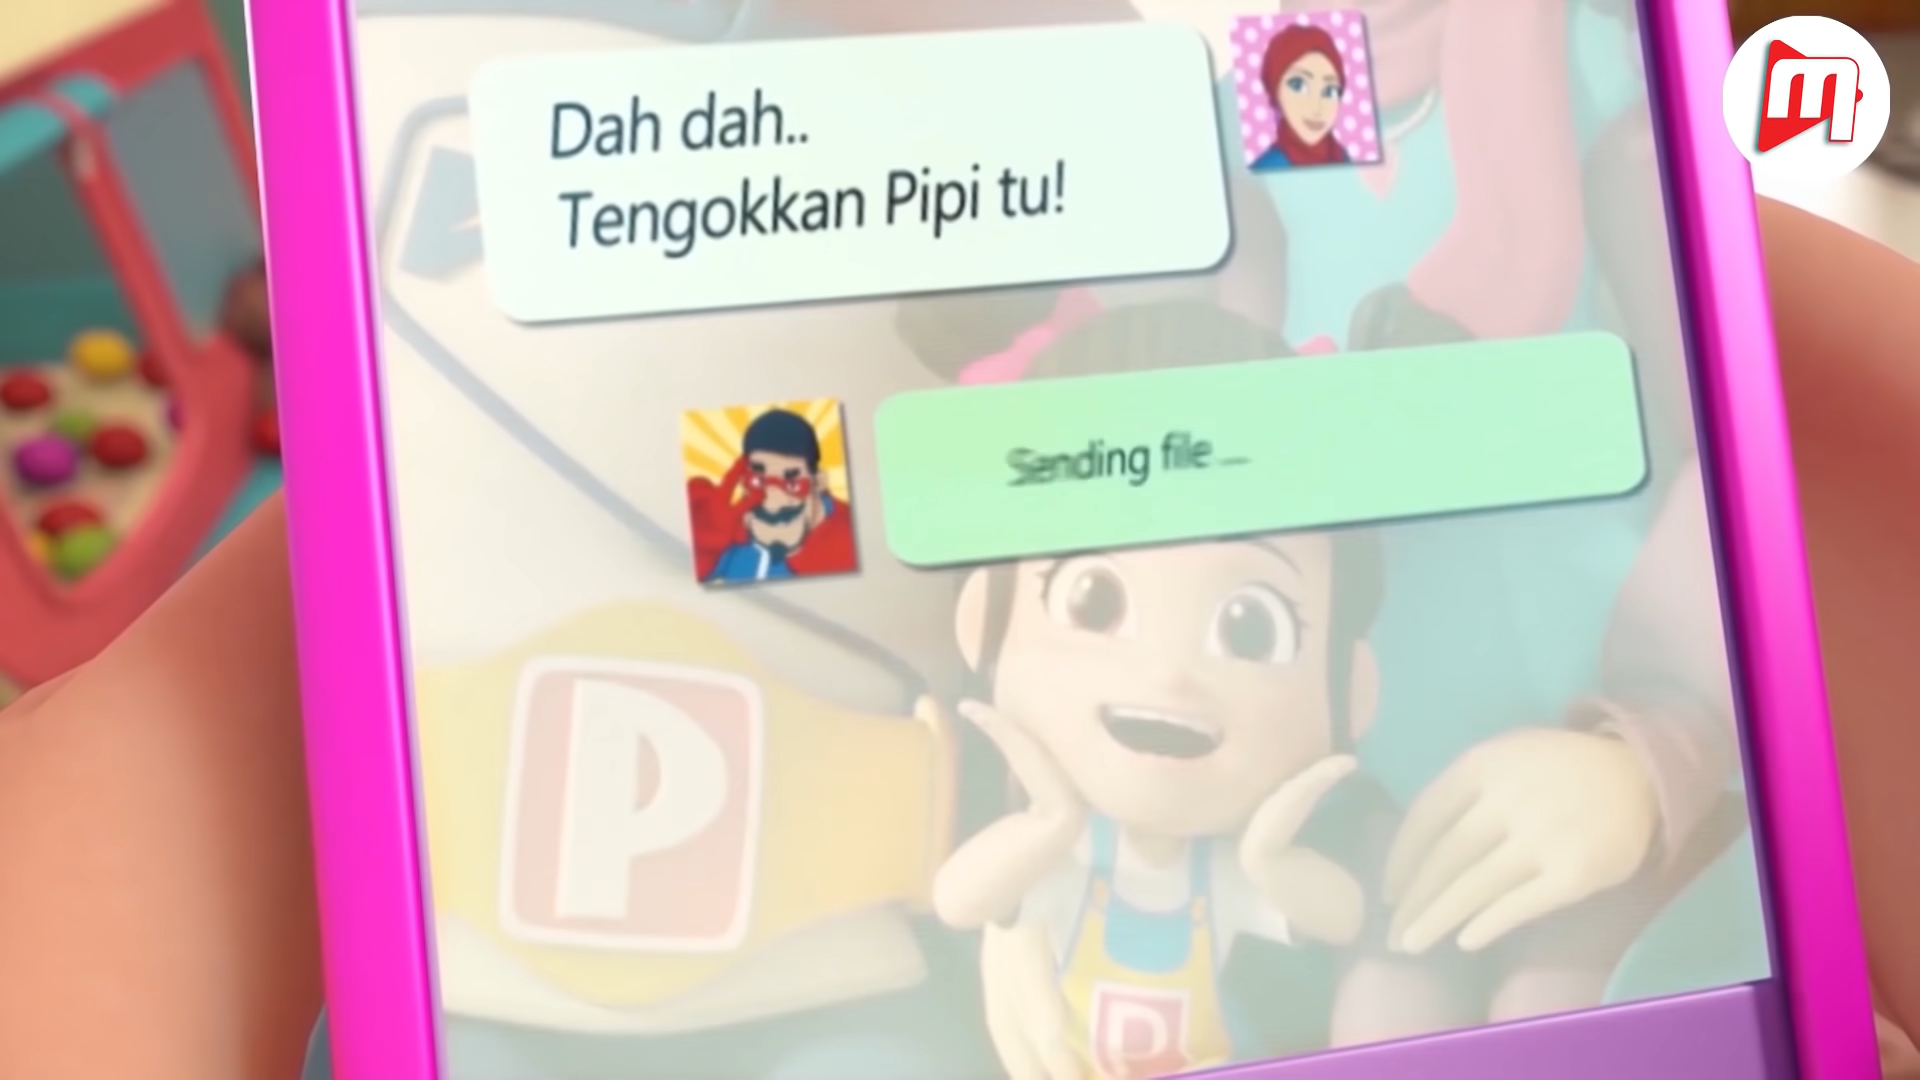 Dah dah..
Tengokkan Pipi tu!
Sending file ...
P
P